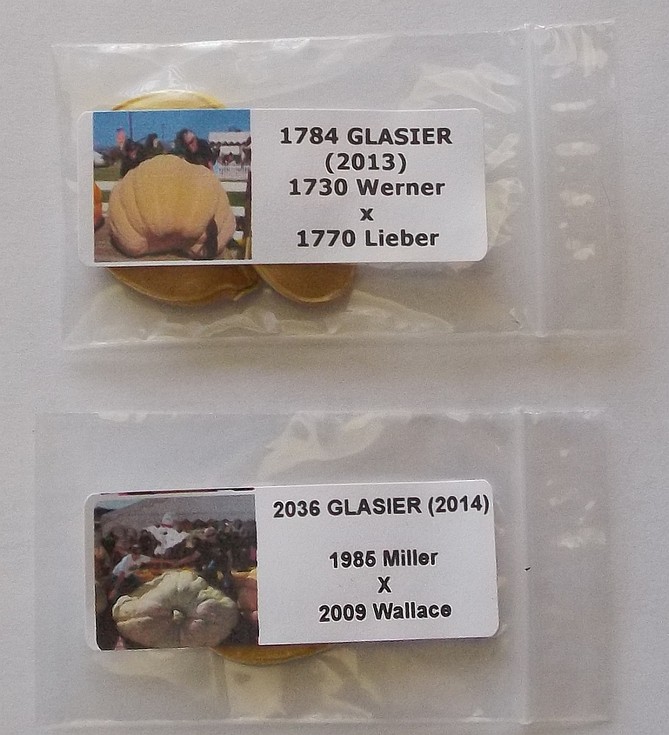 1784 GLASIER
(2013)
1730 Werner
x
1770 Lieber
2036 GLASIER (2014)
1985 Miller
X
2009 Wallace